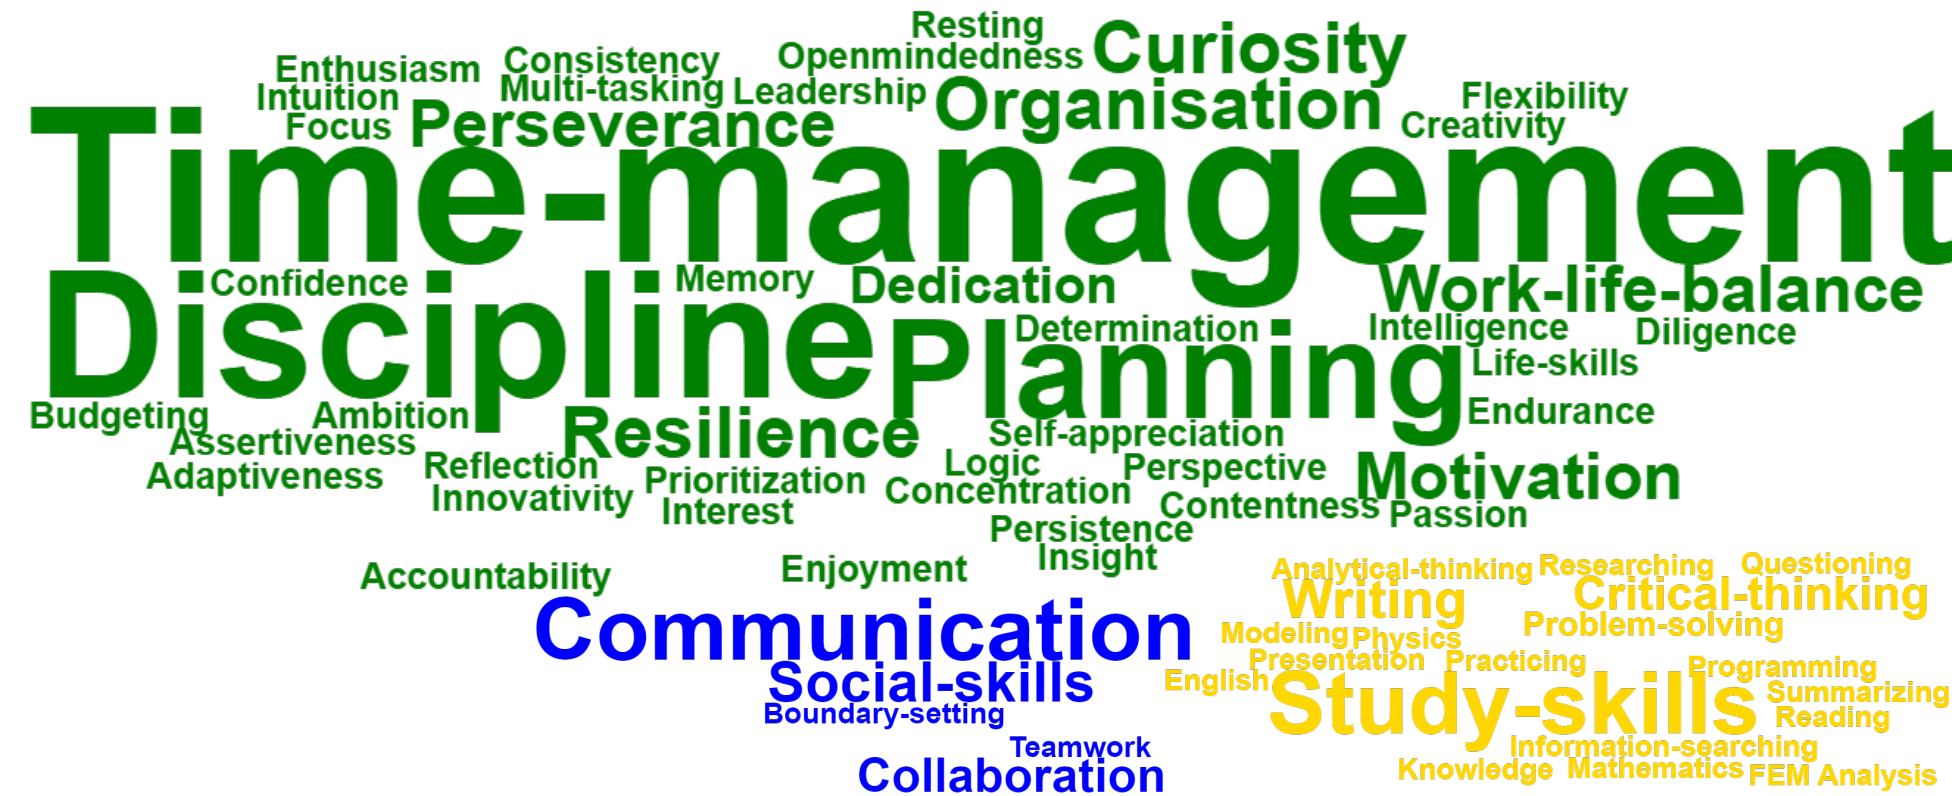 Resting
Enthusiasm Consistency Openmindedness Curiosity
Intuition Multi-tasking Leadership Organisation Flexibility
Focus Perseverance Creativity
Time-management
Confidence Memory Dedication Work-life-balance
Discipline Planning Determination Intelligence Diligence
Life-skills
Budgeting Ambition Resilience Endurance
Assertiveness Self-appreciation
Adaptiveness Reflection Prioritization Logic Perspective Motivation
Innovativity Interest Concentration Contentness Passion
Persistence
Accountability Enjoyment Insight
Analytical-thinking Researching Questioning
Communication Writing Critical-thinking
Modeling Physics Problem-solving
Social-skills English Presentation Practicing Programming
Boundary-setting Study-skills Summarizing
Reading
Teamwork Information-searching
Collaboration Knowledge Mathematics FEM Analysis